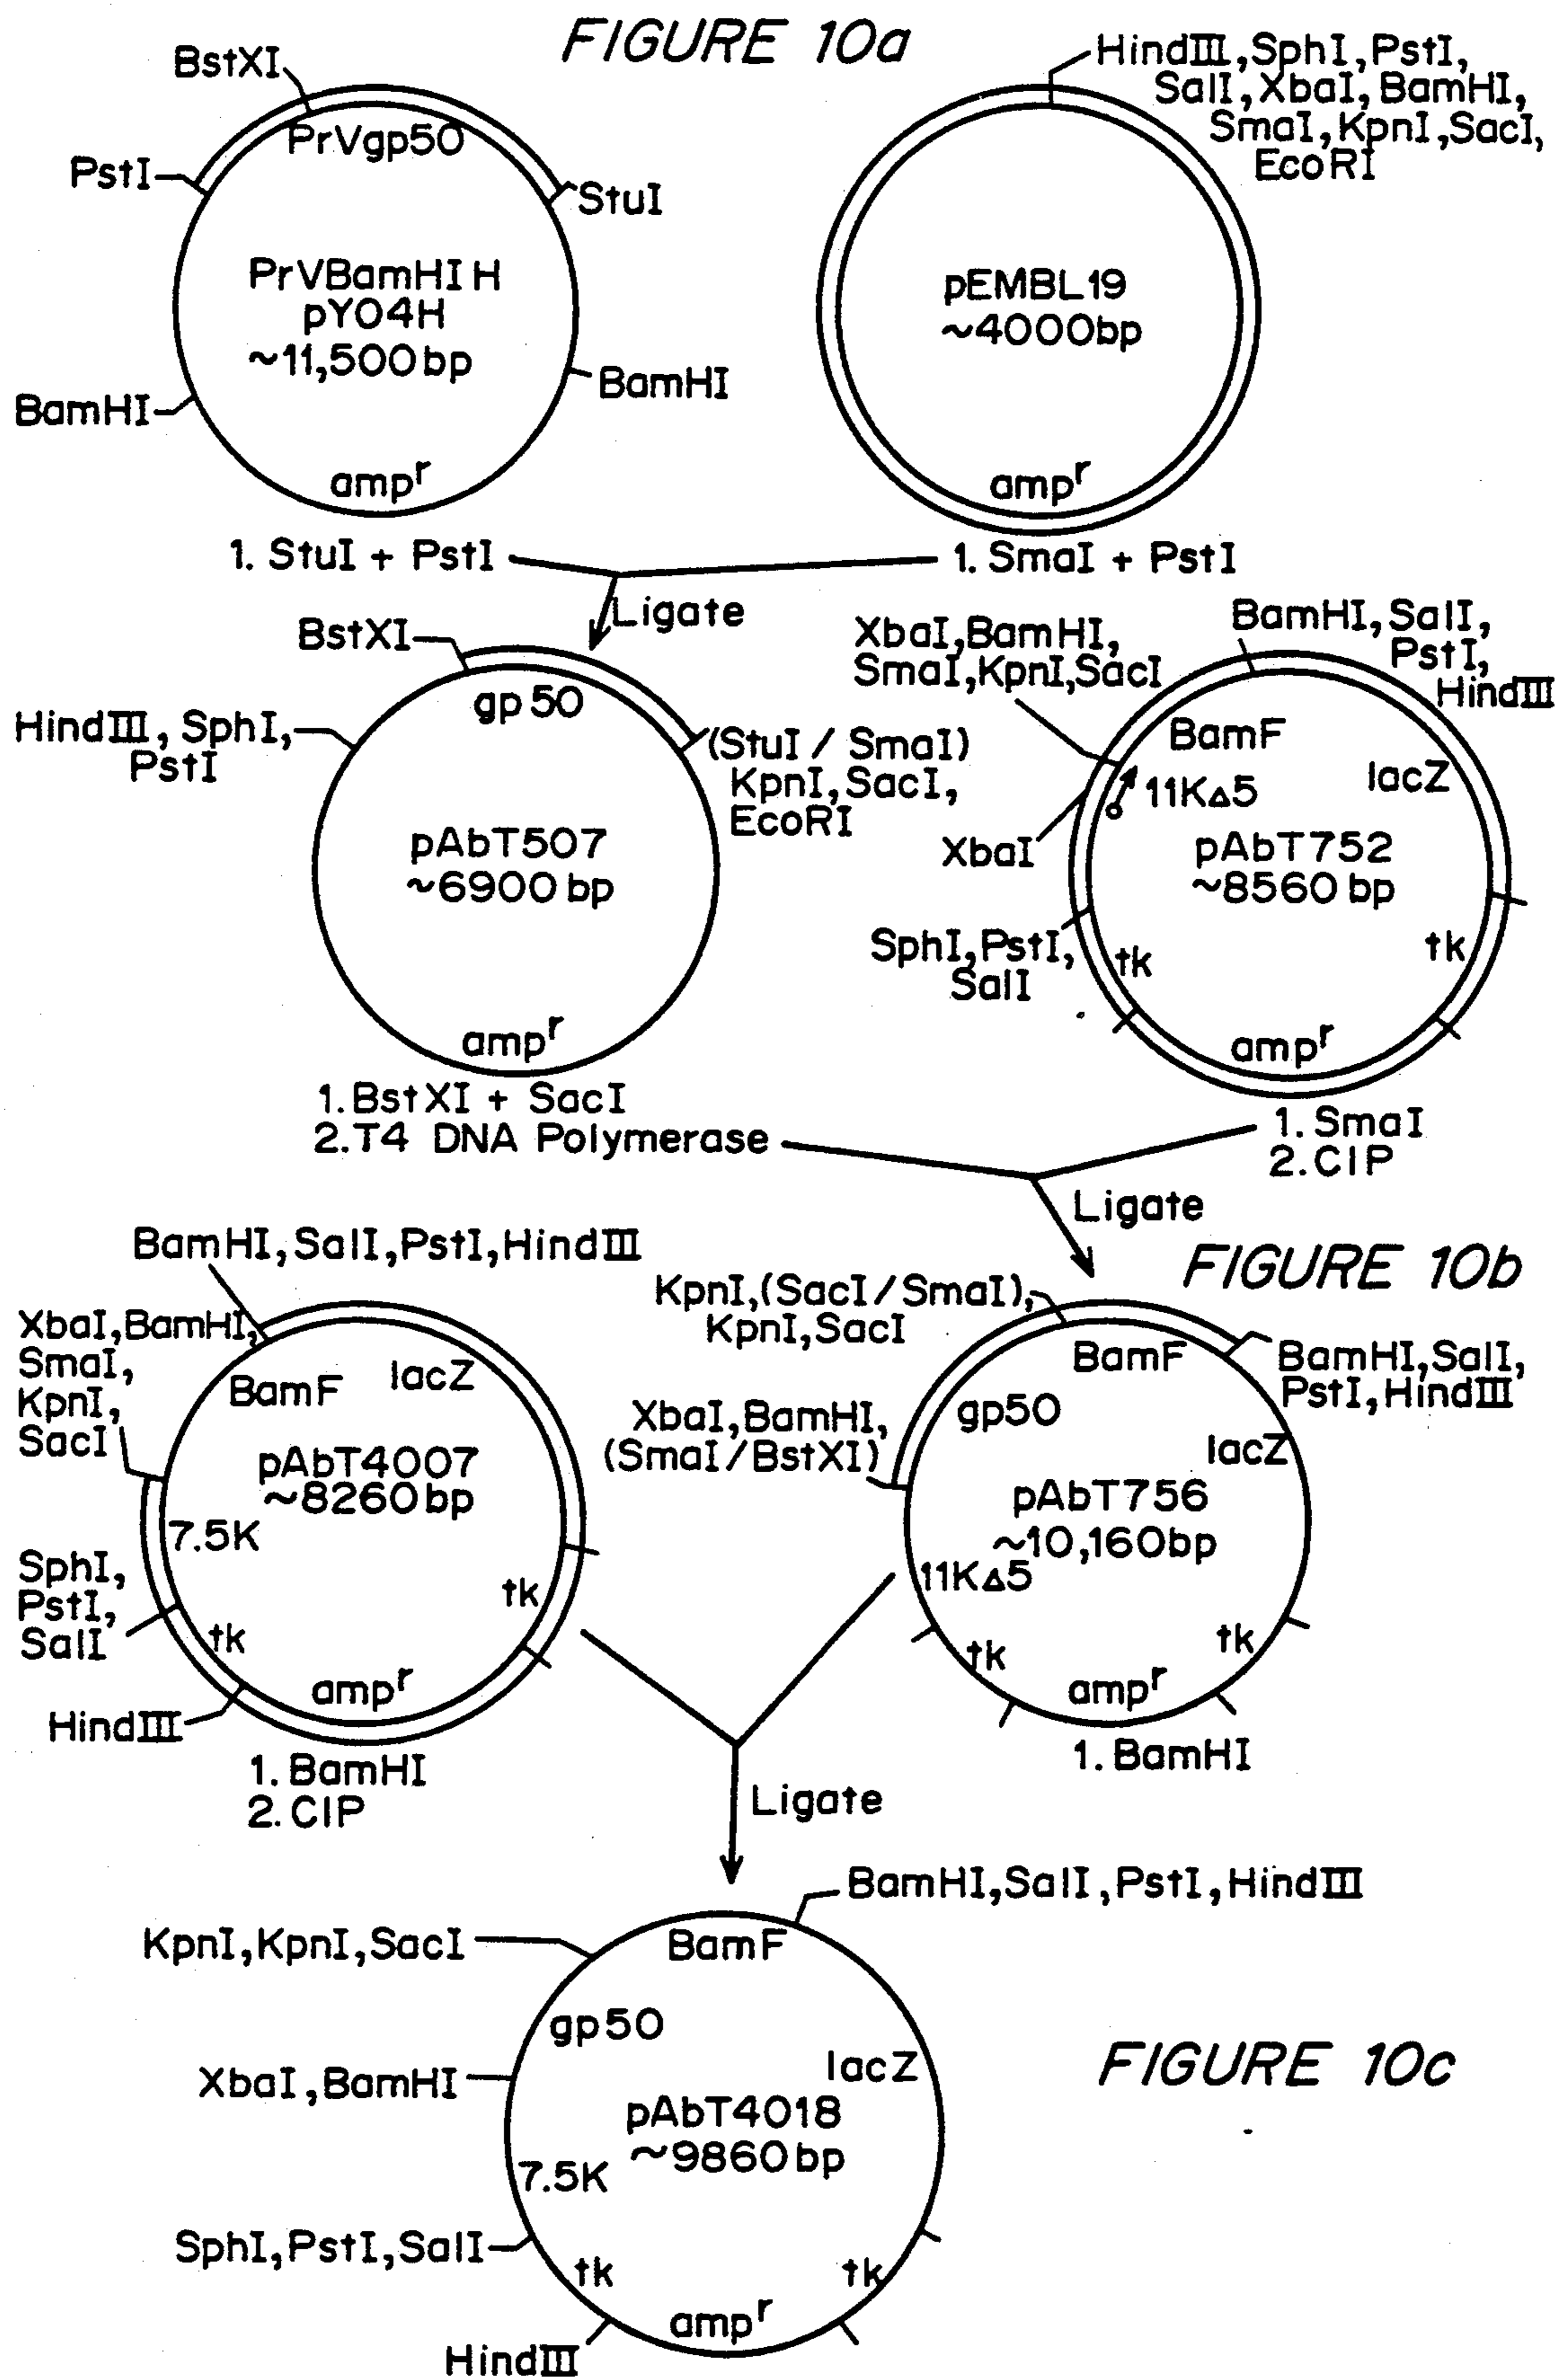 FIGURE 10a
BstXI
PstI
PrVgp50
StuI
PrVBamHI H
pY04H
~11,500 bp
BamHI
BamHI
ampʳ
1. StuI + PstI
HindIII, SphI, PstI,
SalI, XbaI, BamHI,
SmaI, KpnI, SacI,
EcoRI
pEMBL19
~4000bp
ampʳ
1. SmaI + PstI
Ligate
BstXI
gp50
HindIII, SphI,
PstI
(StuI / SmaI)
KpnI, SacI,
EcoRI
pAbT507
~6900 bp
ampʳ
1. BstXI + SacI
2. T4 DNA Polymerase
XbaI, BamHI,
SmaI, KpnI, SacI
BamHI, SalI,
PstI,
HindIII
BamF
lacZ
11KΔ5
XbaI
pAbT752
~8560 bp
SphI, PstI,
SalI
tk
tk
ampʳ
1. SmaI
2. CIP
Ligate
FIGURE 10b
BamHI, SalI, PstI, HindIII
XbaI, BamHI,
SmaI,
KpnI,
SacI
BamF
lacZ
pAbT4007
~8260 bp
7.5K
SphI,
PstI,
SalI
tk
tk
ampʳ
HindIII
1. BamHI
2. CIP
KpnI, (SacI/SmaI),
KpnI, SacI
BamF
BamHI, SalI,
PstI, HindIII
gp50
XbaI, BamHI,
(SmaI/BstXI)
lacZ
pAbT756
~10,160bp
11KΔ5
tk
tk
ampʳ
1. BamHI
Ligate
BamHI, SalI, PstI, HindIII
KpnI, KpnI, SacI
BamF
gp50
lacZ
XbaI, BamHI
pAbT4018
~9860 bp
7.5K
SphI, PstI, SalI
tk
tk
ampʳ
HindIII
FIGURE 10c